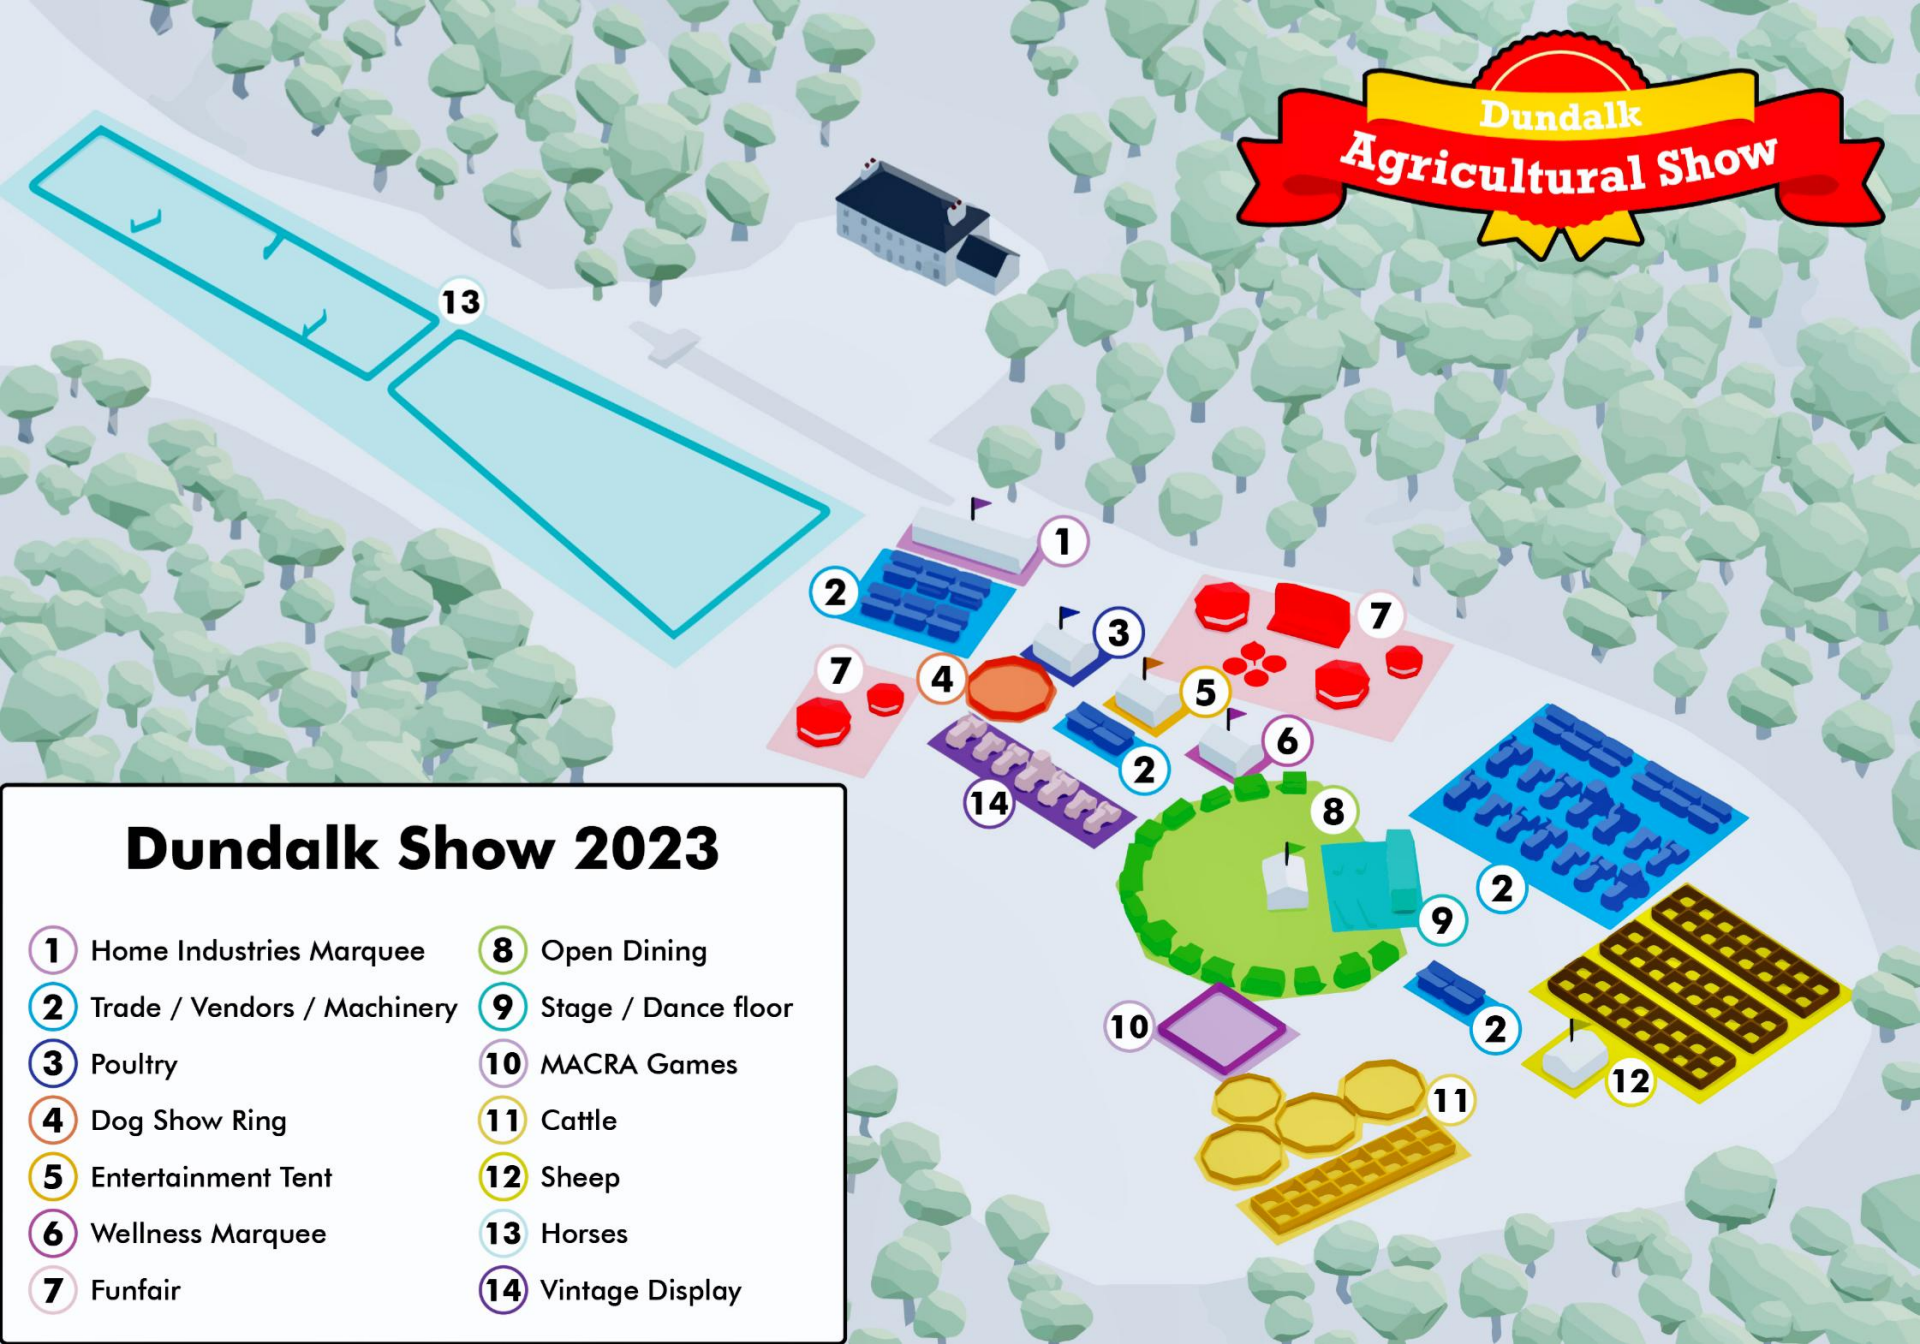 Dundalk
Agricultural Show
13
1
2
3
7
7
4
5
6
2
14
8
2
9
10
2
12
11
Dundalk Show 2023
1 Home Industries Marquee
2 Trade / Vendors / Machinery
3 Poultry
4 Dog Show Ring
5 Entertainment Tent
6 Wellness Marquee
7 Funfair
8 Open Dining
9 Stage / Dance floor
10 MACRA Games
11 Cattle
12 Sheep
13 Horses
14 Vintage Display